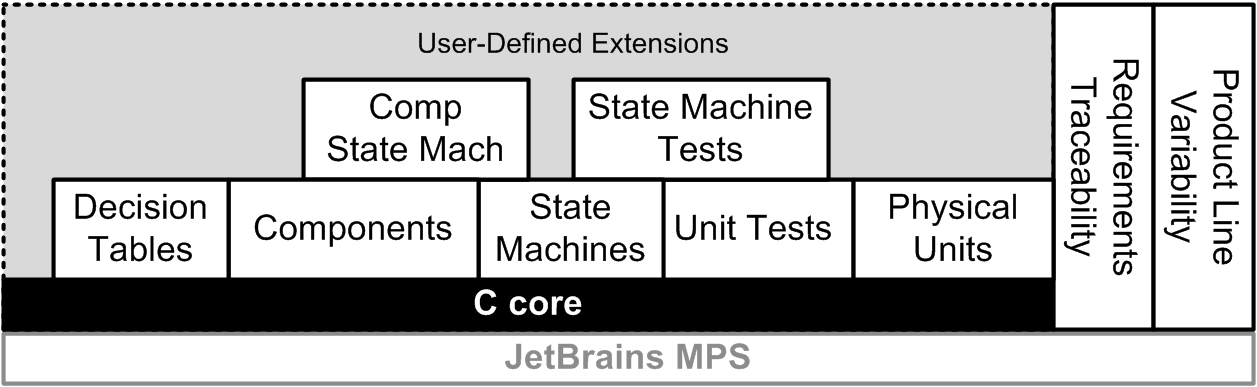 User-Defined Extensions
Comp
State Mach
State Machine
Tests
Decision
Tables
Components
State
Machines
Unit Tests
Physical
Units
C core
JetBrains MPS
Requirements
Traceability
Product Line
Variability